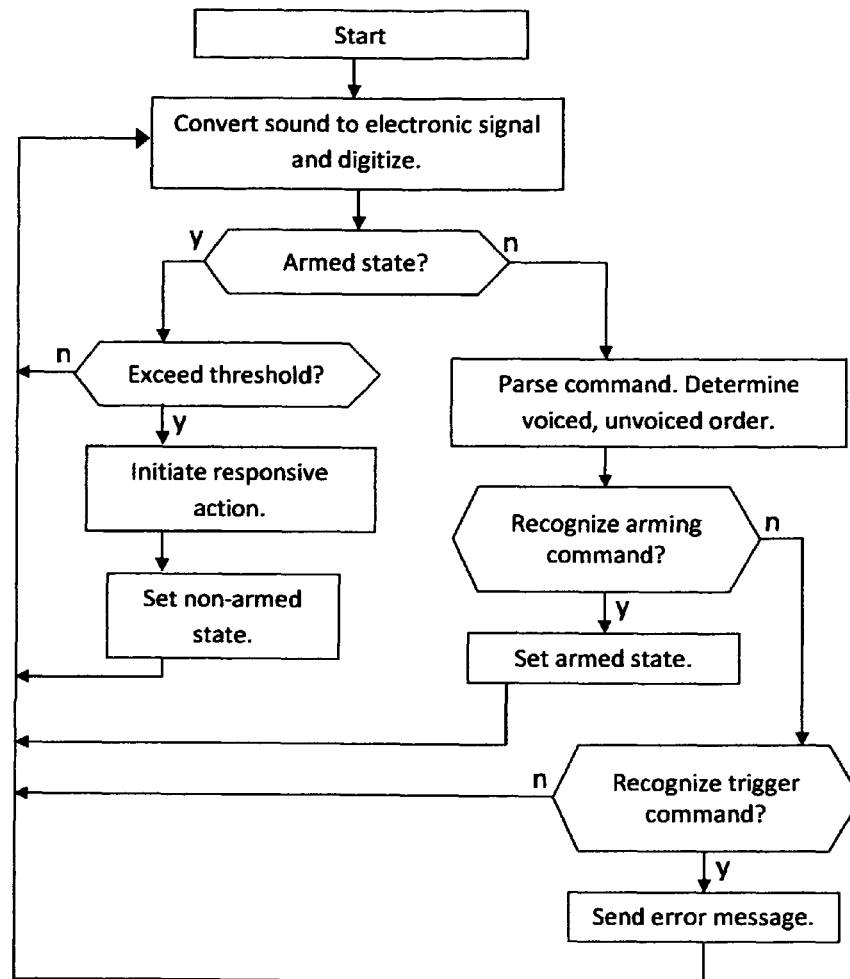 Start
Convert sound to electronic signal
and digitize.
y
Armed state?
n
n
Exceed threshold?
y
Initiate responsive
action.
Set non-armed
state.
Parse command. Determine
voiced, unvoiced order.
Recognize arming
command?
n
y
Set armed state.
n
Recognize trigger
command?
y
Send error message.